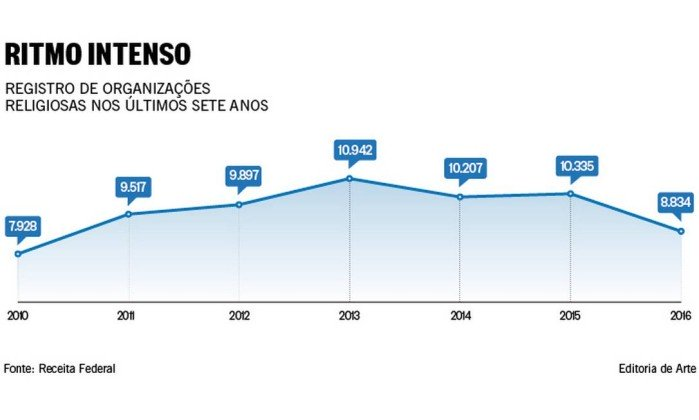 RITMO INTENSO
REGISTRO DE ORGANIZAÇÕES
RELIGIOSAS NOS ÚLTIMOS SETE ANOS
7.928
9.517
9.897
10.942
10.207
10.335
8.834
2010 2011 2012 2013 2014 2015 2016
Fonte: Receita Federal Editoria de Arte